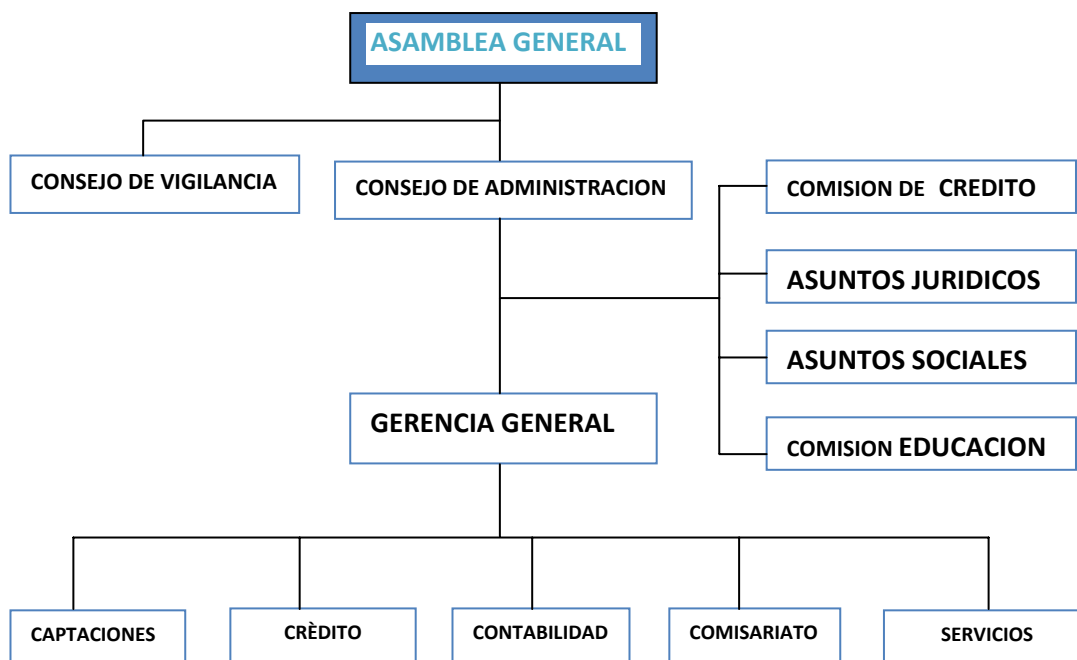 ASAMBLEA GENERAL
CONSEJO DE VIGILANCIA
CONSEJO DE ADMINISTRACION
COMISION DE CREDITO
ASUNTOS JURIDICOS
ASUNTOS SOCIALES
GERENCIA GENERAL
COMISION EDUCACION
CAPTACIONES
CRÈDITO
CONTABILIDAD
COMISARIATO
SERVICIOS